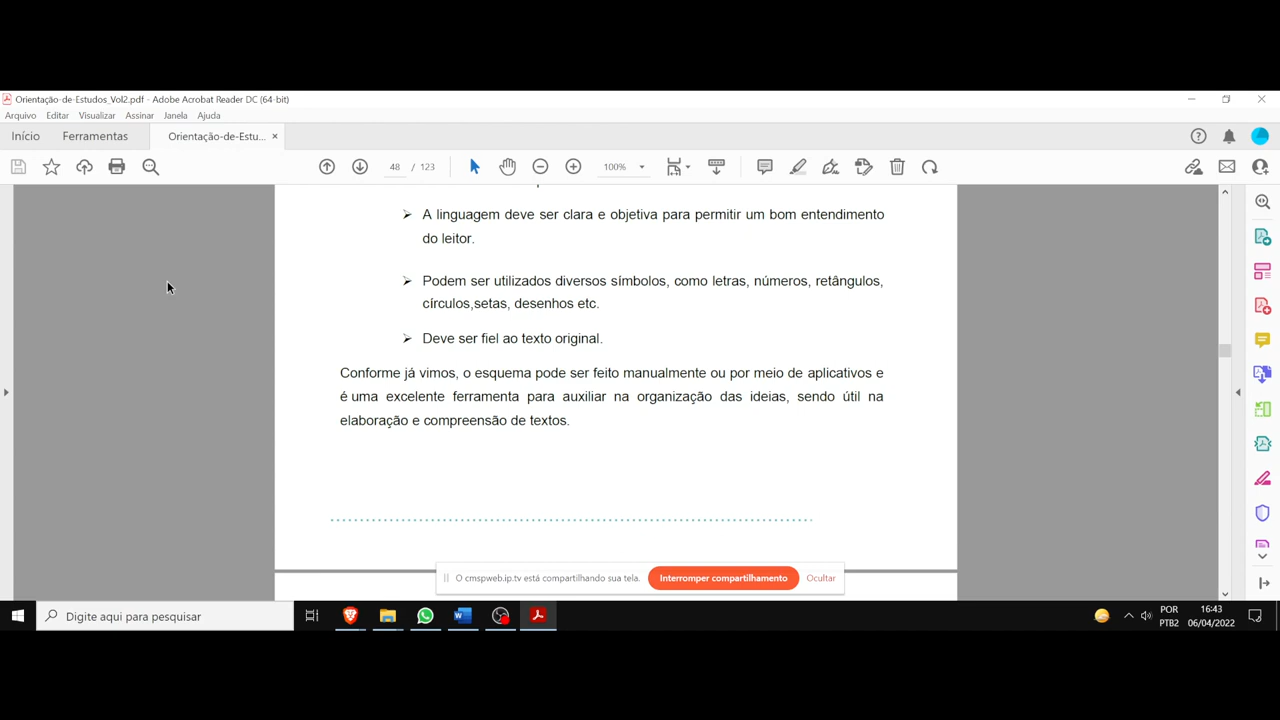 Orientação-de-Estudos_Vol2.pdf - Adobe Acrobat Reader DC (64-bit)
Arquivo Editar Visualizar Assinar Janela Ajuda
Início Ferramentas Orientação-de-Estu... ×
48 / 123 100%
➢ A linguagem deve ser clara e objetiva para permitir um bom entendimento
do leitor.
➢ Podem ser utilizados diversos símbolos, como letras, números, retângulos,
círculos,setas, desenhos etc.
➢ Deve ser fiel ao texto original.
Conforme já vimos, o esquema pode ser feito manualmente ou por meio de aplicativos e
é uma excelente ferramenta para auxiliar na organização das ideias, sendo útil na
elaboração e compreensão de textos.
O cmspweb.ip.tv está compartilhando sua tela. Interromper compartilhamento Ocultar
Digite aqui para pesquisar
POR 16:43
PTB2 06/04/2022